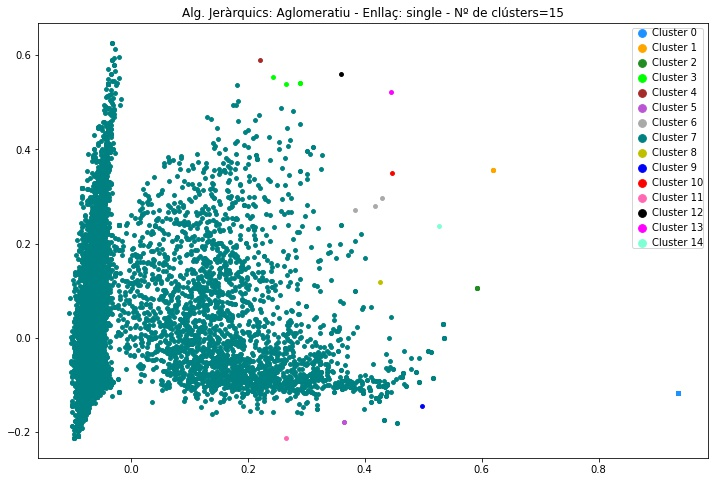 Alg. Jeràrquics: Aglomeratiu - Enllaç: single - Nº de clústers=15
Cluster 0
Cluster 1
Cluster 2
Cluster 3
Cluster 4
Cluster 5
Cluster 6
Cluster 7
Cluster 8
Cluster 9
Cluster 10
Cluster 11
Cluster 12
Cluster 13
Cluster 14
0.6
0.4
0.2
0.0
−0.2
0.0 0.2 0.4 0.6 0.8